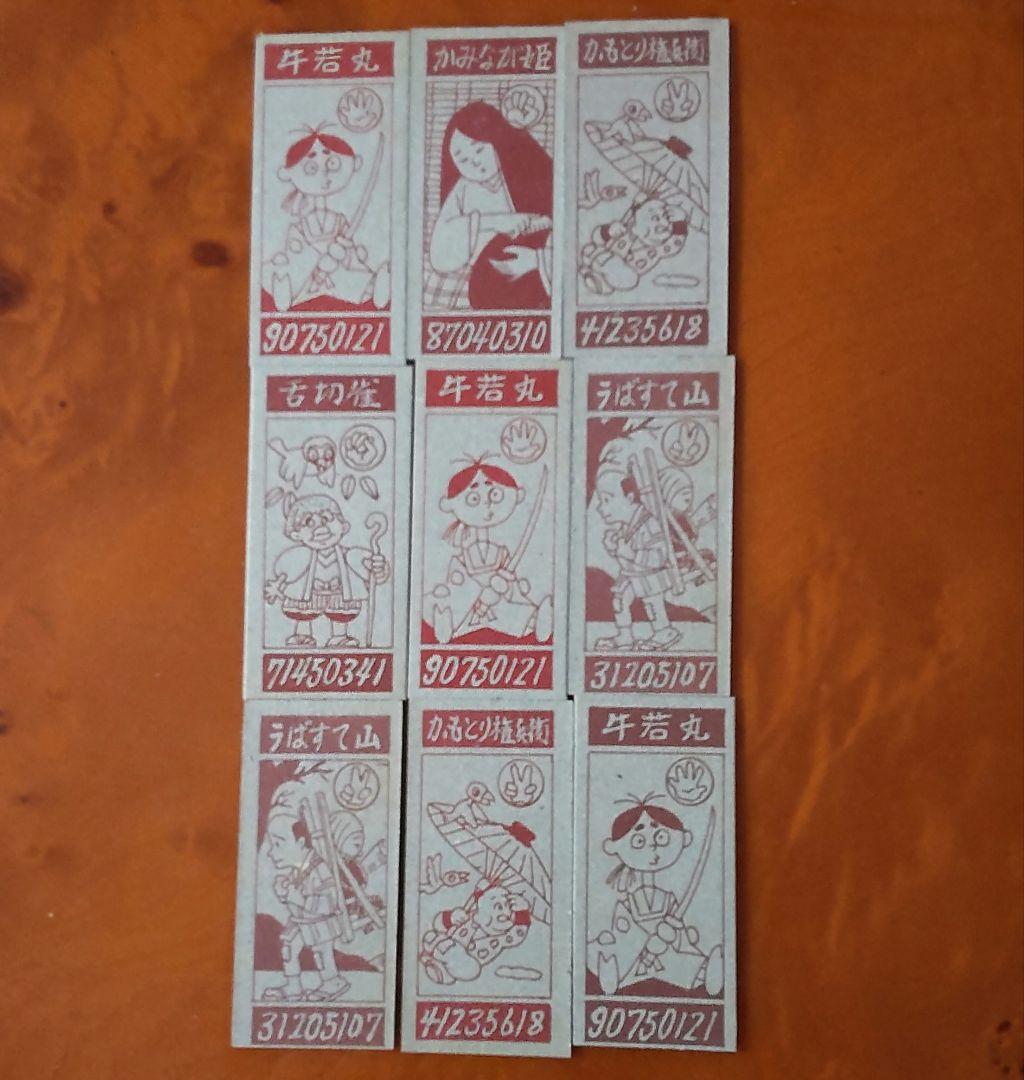 牛若丸
かみなが姫
かもとり権兵衛
90750121
87040310
41235618
舌切雀
牛若丸
うばすて山
71450341
90750121
31205107
うばすて山
かもとり権兵衛
牛若丸
31205107
41235618
90750121